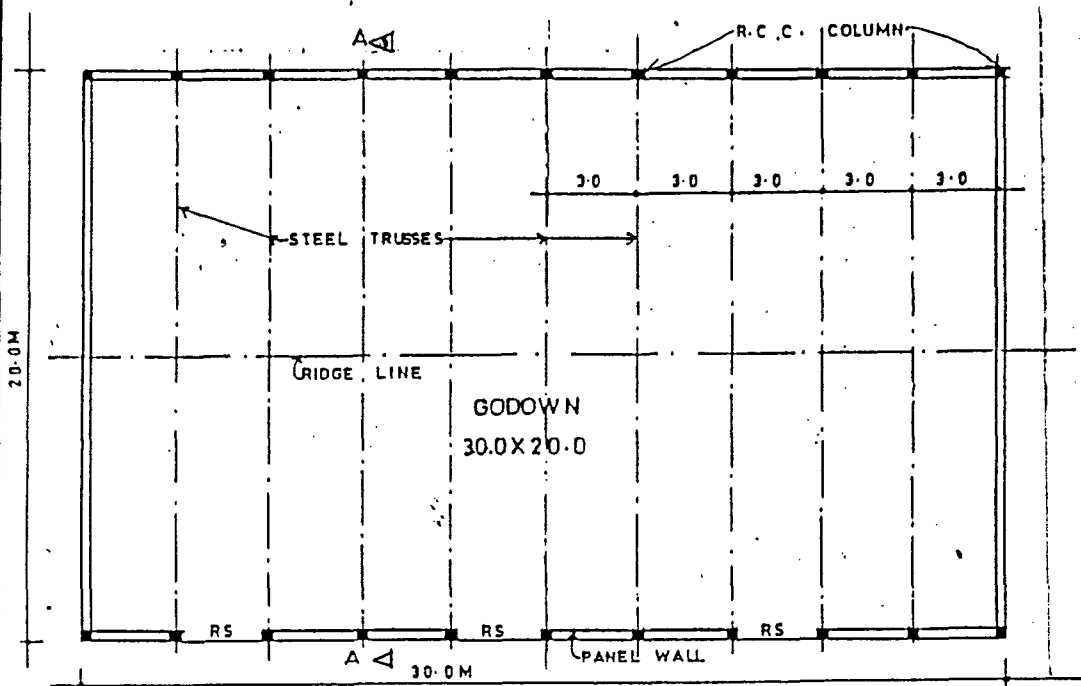 A
R.C.C. COLUMN
3.0 3.0 3.0 3.0 3.0
STEEL TRUSSES
20.0M
RIDGE LINE
GODOWN
30.0X20.0
RS RS RS
A
PANEL WALL
30.0M